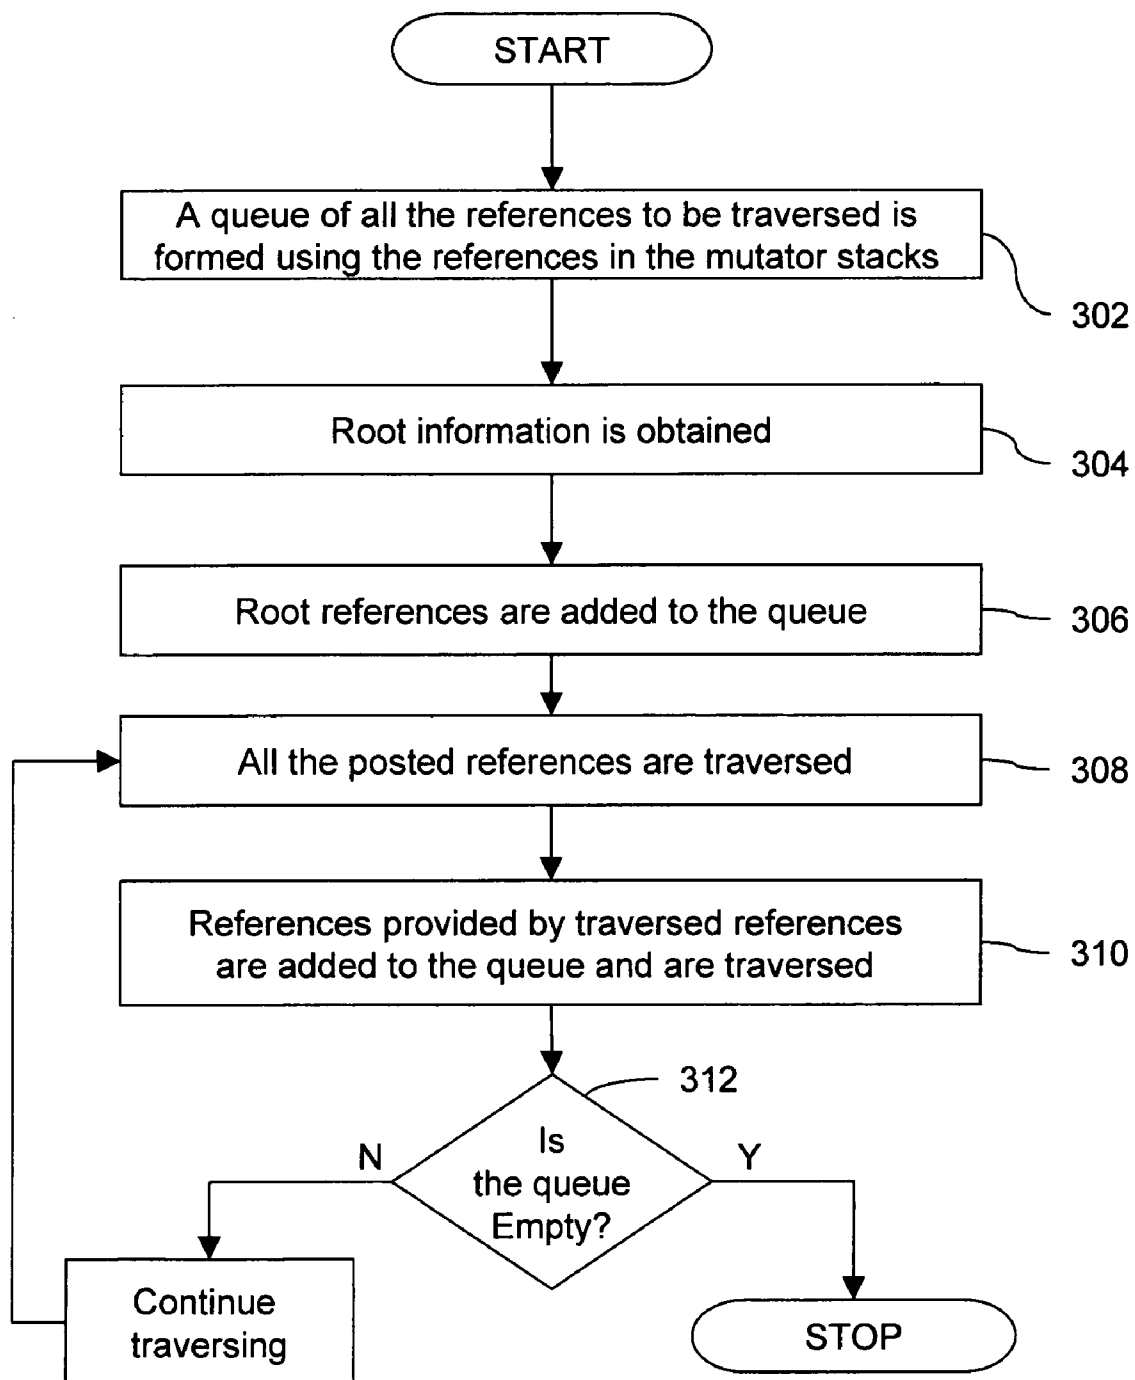 START
A queue of all the references to be traversed is
formed using the references in the mutator stacks
302
Root information is obtained
304
Root references are added to the queue
306
All the posted references are traversed
308
References provided by traversed references
are added to the queue and are traversed
310
312
Is
the queue
Empty?
N
Y
Continue
traversing
STOP